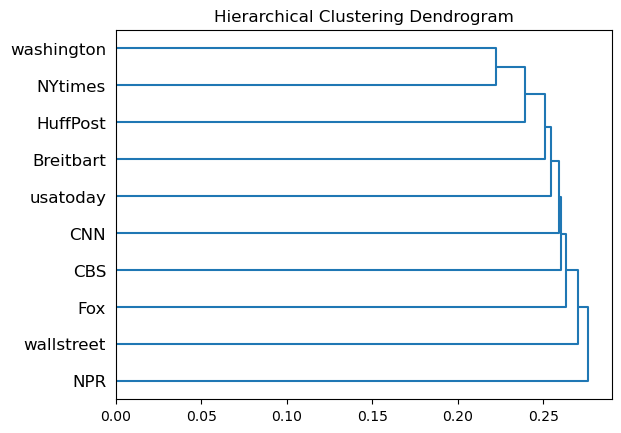 Hierarchical Clustering Dendrogram
washington
NYtimes
HuffPost
Breitbart
usatoday
CNN
CBS
Fox
wallstreet
NPR
0.00 0.05 0.10 0.15 0.20 0.25